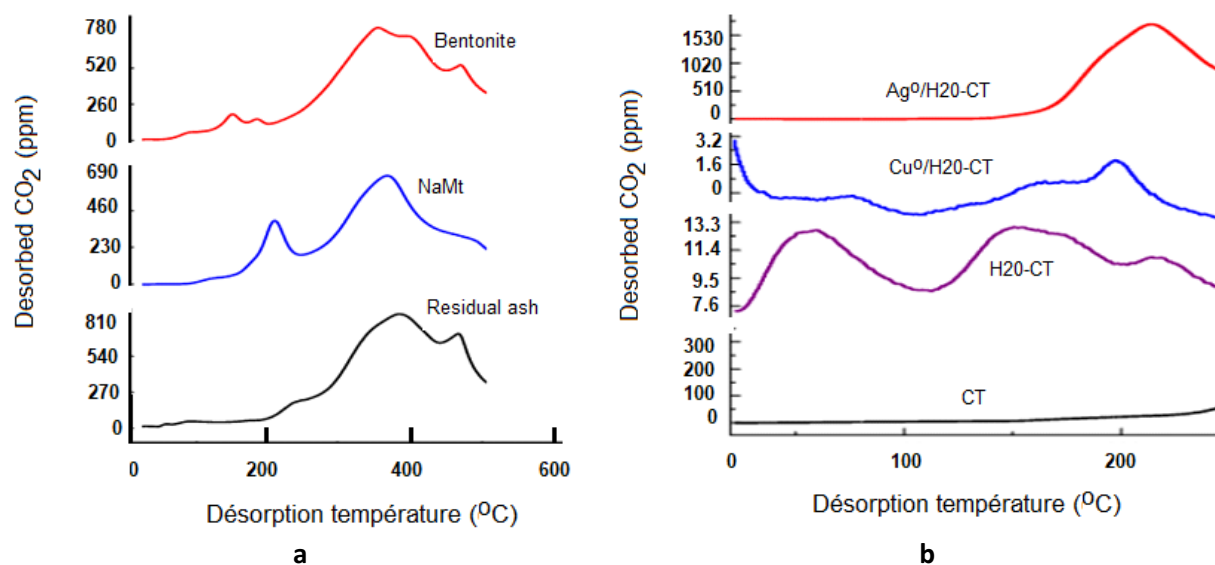 Desorbed CO2 (ppm)
780
520
260
0
Bentonite
690
460
230
0
NaMt
810
540
270
0
Residual ash
0
200
400
600
Désorption température (OC)
a
Desorbed CO2 (ppm)
1530
1020
510
0
Ago/H20-CT
3.2
1.6
0
Cuo/H20-CT
13.3
11.4
9.5
7.6
H20-CT
300
200
100
0
CT
0
100
200
Désorption température (OC)
b